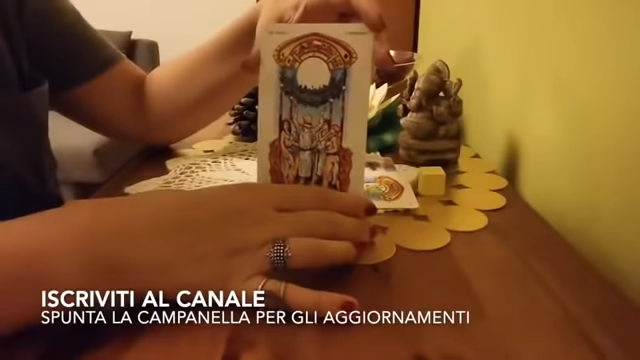 ISCRIVITI AL CANALE
SPUNTA LA CAMPANELLA PER GLI AGGIORNAMENTI